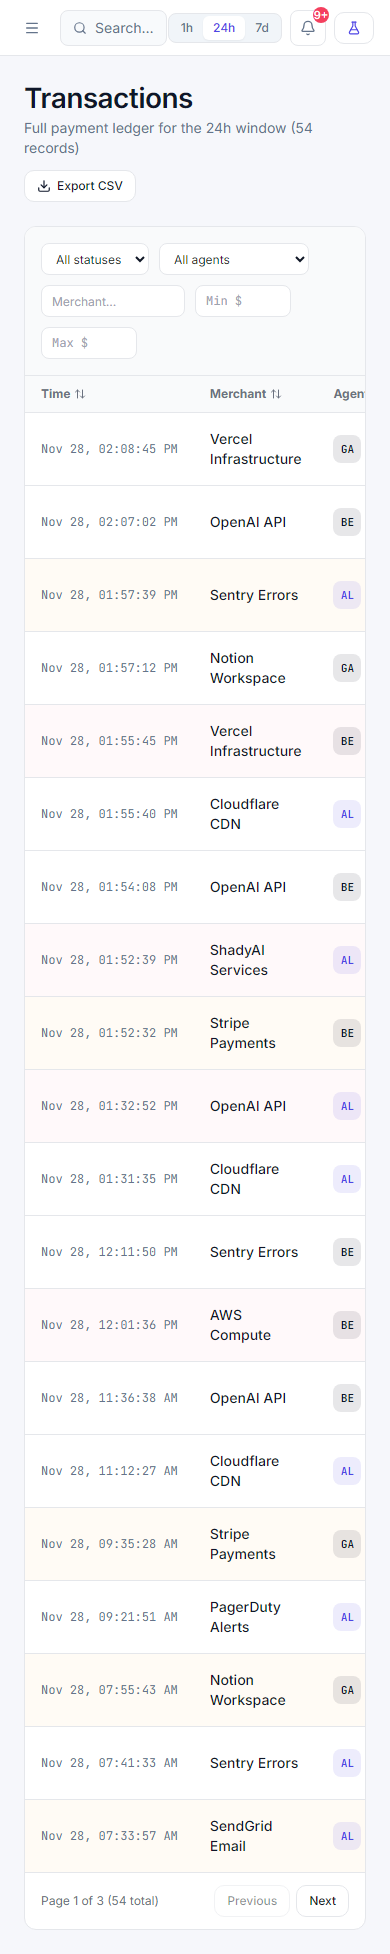 Search...
1h 24h 7d
9+
Transactions
Full payment ledger for the 24h window (54
records)
Export CSV
All statuses All agents
Merchant... Min $
Max $
Time Merchant Agen
Nov 28, 02:08:45 PM Vercel Infrastructure GA
Nov 28, 02:07:02 PM OpenAI API BE
Nov 28, 01:57:39 PM Sentry Errors AL
Nov 28, 01:57:12 PM Notion Workspace GA
Nov 28, 01:55:45 PM Vercel Infrastructure BE
Nov 28, 01:55:40 PM Cloudflare CDN AL
Nov 28, 01:54:08 PM OpenAI API BE
Nov 28, 01:52:39 PM ShadyAI Services AL
Nov 28, 01:52:32 PM Stripe Payments BE
Nov 28, 01:32:52 PM OpenAI API AL
Nov 28, 01:31:35 PM Cloudflare CDN AL
Nov 28, 12:11:50 PM Sentry Errors BE
Nov 28, 12:01:36 PM AWS Compute BE
Nov 28, 11:36:38 AM OpenAI API BE
Nov 28, 11:12:27 AM Cloudflare CDN AL
Nov 28, 09:35:28 AM Stripe Payments GA
Nov 28, 09:21:51 AM PagerDuty Alerts AL
Nov 28, 07:55:43 AM Notion Workspace GA
Nov 28, 07:41:33 AM Sentry Errors AL
Nov 28, 07:33:57 AM SendGrid Email AL
Page 1 of 3 (54 total) Previous Next